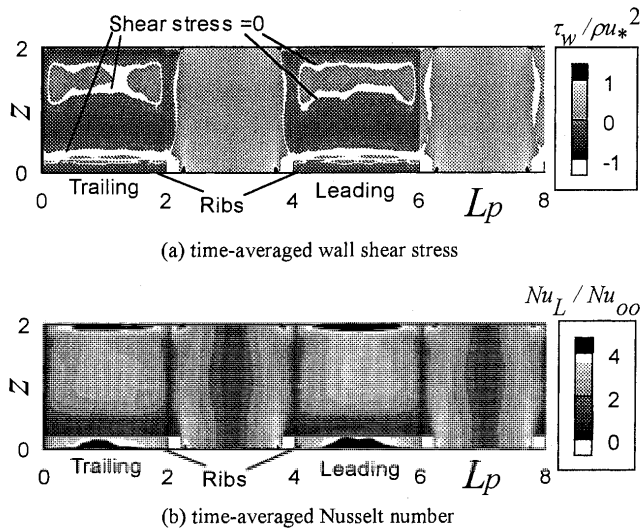 Shear stress =0
τw/ρu*²
2
Z
0
1
0
-1
Trailing
Ribs
Leading
0
2
4
6
Lp
8
(a) time-averaged wall shear stress
NuL / Nuoo
2
Z
0
4
2
0
Trailing
Ribs
Leading
0
2
4
6
Lp
8
(b) time-averaged Nusselt number